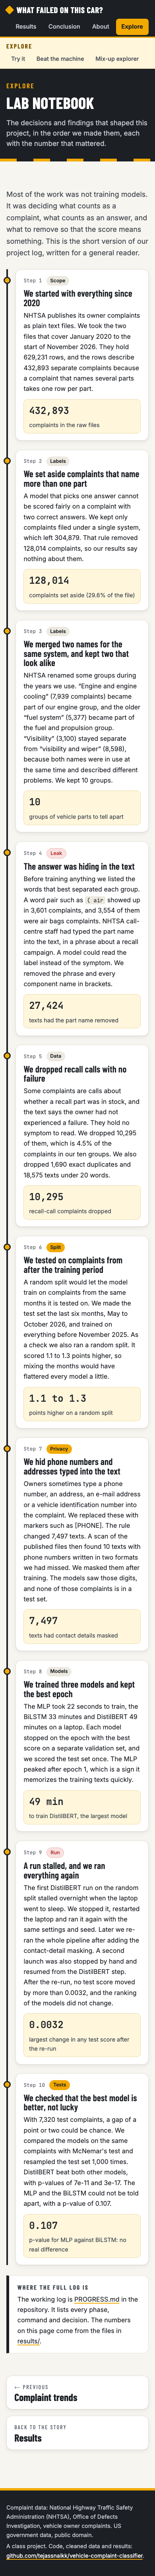 WHAT FAILED ON THIS CAR?
Results Conclusion About Explore
EXPLORE
Try it Beat the machine Mix-up explorer
EXPLORE
LAB NOTEBOOK
The decisions and findings that shaped this
project, in the order we made them, each
with the number that mattered.
Most of the work was not training models.
It was deciding what counts as a
complaint, what counts as an answer, and
what to remove so that the score means
something. This is the short version of our
project log, written for a general reader.
Step 1 Scope
We started with everything since
2020
NHTSA publishes its owner complaints
as plain text files. We took the two
files that cover January 2020 to the
start of November 2026. They hold
629,231 rows, and the rows describe
432,893 separate complaints because
a complaint that names several parts
takes one row per part.
432,893
complaints in the raw files
Step 2 Labels
We set aside complaints that name
more than one part
A model that picks one answer cannot
be scored fairly on a complaint with
two correct answers. We kept only
complaints filed under a single system,
which left 304,879. That rule removed
128,014 complaints, so our results say
nothing about them.
128,014
complaints set aside (29.6% of the file)
Step 3 Labels
We merged two names for the
same system, and kept two that
look alike
NHTSA renamed some groups during
the years we use. “Engine and engine
cooling” (7,939 complaints) became
part of our engine group, and the older
“fuel system” (5,377) became part of
the fuel and propulsion group.
“Visibility” (3,100) stayed separate
from “visibility and wiper” (8,598),
because both names were in use at
the same time and described different
problems. We kept 10 groups.
10
groups of vehicle parts to tell apart
Step 4 Leak
The answer was hiding in the text
Before training anything we listed the
words that were unusual for each group.
A word pair such as [ air showed up
in 3,601 complaints, and 3,554 of them
were air bags complaints. NHTSA call-
centre staff had typed the part name
into the text, in a phrase about a recall
campaign. A model could read the
label instead of the symptom. We
removed the phrase and every
component name in brackets.
27,424
texts had the part name removed
Step 5 Data
We dropped recall calls with no
failure
Some complaints are calls about
whether a recall part was in stock, and
the text says the owner had not
experienced a failure. They hold no
symptom to read. We dropped 10,295
of them, which is 4.5% of the
complaints in our ten groups. We also
dropped 1,690 exact duplicates and
18,575 texts under 20 words.
10,295
recall-call complaints dropped
Step 6 Split
We tested on complaints from
after the training period
A random split would let the model
train on complaints from the same
months it is tested on. We made the
test set the last six months, May to
October 2026, and trained on
everything before November 2025. As
a check we also ran a random split. It
scored 1.1 to 1.3 points higher, so
mixing the months would have
flattered every model a little.
1.1 to 1.3
points higher on a random split
Step 7 Privacy
We hid phone numbers and
addresses typed into the text
Owners sometimes type a phone
number, an address, an e-mail address
or a vehicle identification number into
the complaint. We replaced these with
markers such as [PHONE]. The rule
changed 7,497 texts. A scan of the
published files then found 10 texts with
phone numbers written in two formats
we had missed. We masked them after
training. The models saw those digits,
and none of those complaints is in a
test set.
7,497
texts had contact details masked
Step 8 Models
We trained three models and kept
the best epoch
The MLP took 22 seconds to train, the
BiLSTM 33 minutes and DistilBERT 49
minutes on a laptop. Each model
stopped on the epoch with the best
score on a separate validation set, and
we scored the test set once. The MLP
peaked after epoch 1, which is a sign it
memorizes the training texts quickly.
49 min
to train DistilBERT, the largest model
Step 9 Run
A run stalled, and we ran
everything again
The first DistilBERT run on the random
split stalled overnight when the laptop
went to sleep. We stopped it, restarted
the laptop and ran it again with the
same settings and seed. Later we re-
ran the whole pipeline after adding the
contact-detail masking. A second
launch was also stopped by hand and
resumed from the DistilBERT step.
After the re-run, no test score moved
by more than 0.0032, and the ranking
of the models did not change.
0.0032
largest change in any test score after
the re-run
Step 10 Tests
We checked that the best model is
better, not lucky
With 7,320 test complaints, a gap of a
point or two could be chance. We
compared the models on the same
complaints with McNemar's test and
resampled the test set 1,000 times.
DistilBERT beat both other models,
with p-values of 7e-11 and 3e-17. The
MLP and the BiLSTM could not be told
apart, with a p-value of 0.107.
0.107
p-value for MLP against BiLSTM: no
real difference
WHERE THE FULL LOG IS
The working log is PROGRESS.md in the
repository. It lists every phase,
command and decision. The numbers
on this page come from the files in
results/.
← PREVIOUS
Complaint trends
BACK TO THE STORY
Results
Complaint data: National Highway Traffic Safety
Administration (NHTSA), Office of Defects
Investigation, vehicle owner complaints. US
government data, public domain.
A class project. Code, cleaned data and results:
github.com/tejassnalkk/vehicle-complaint-classifier.